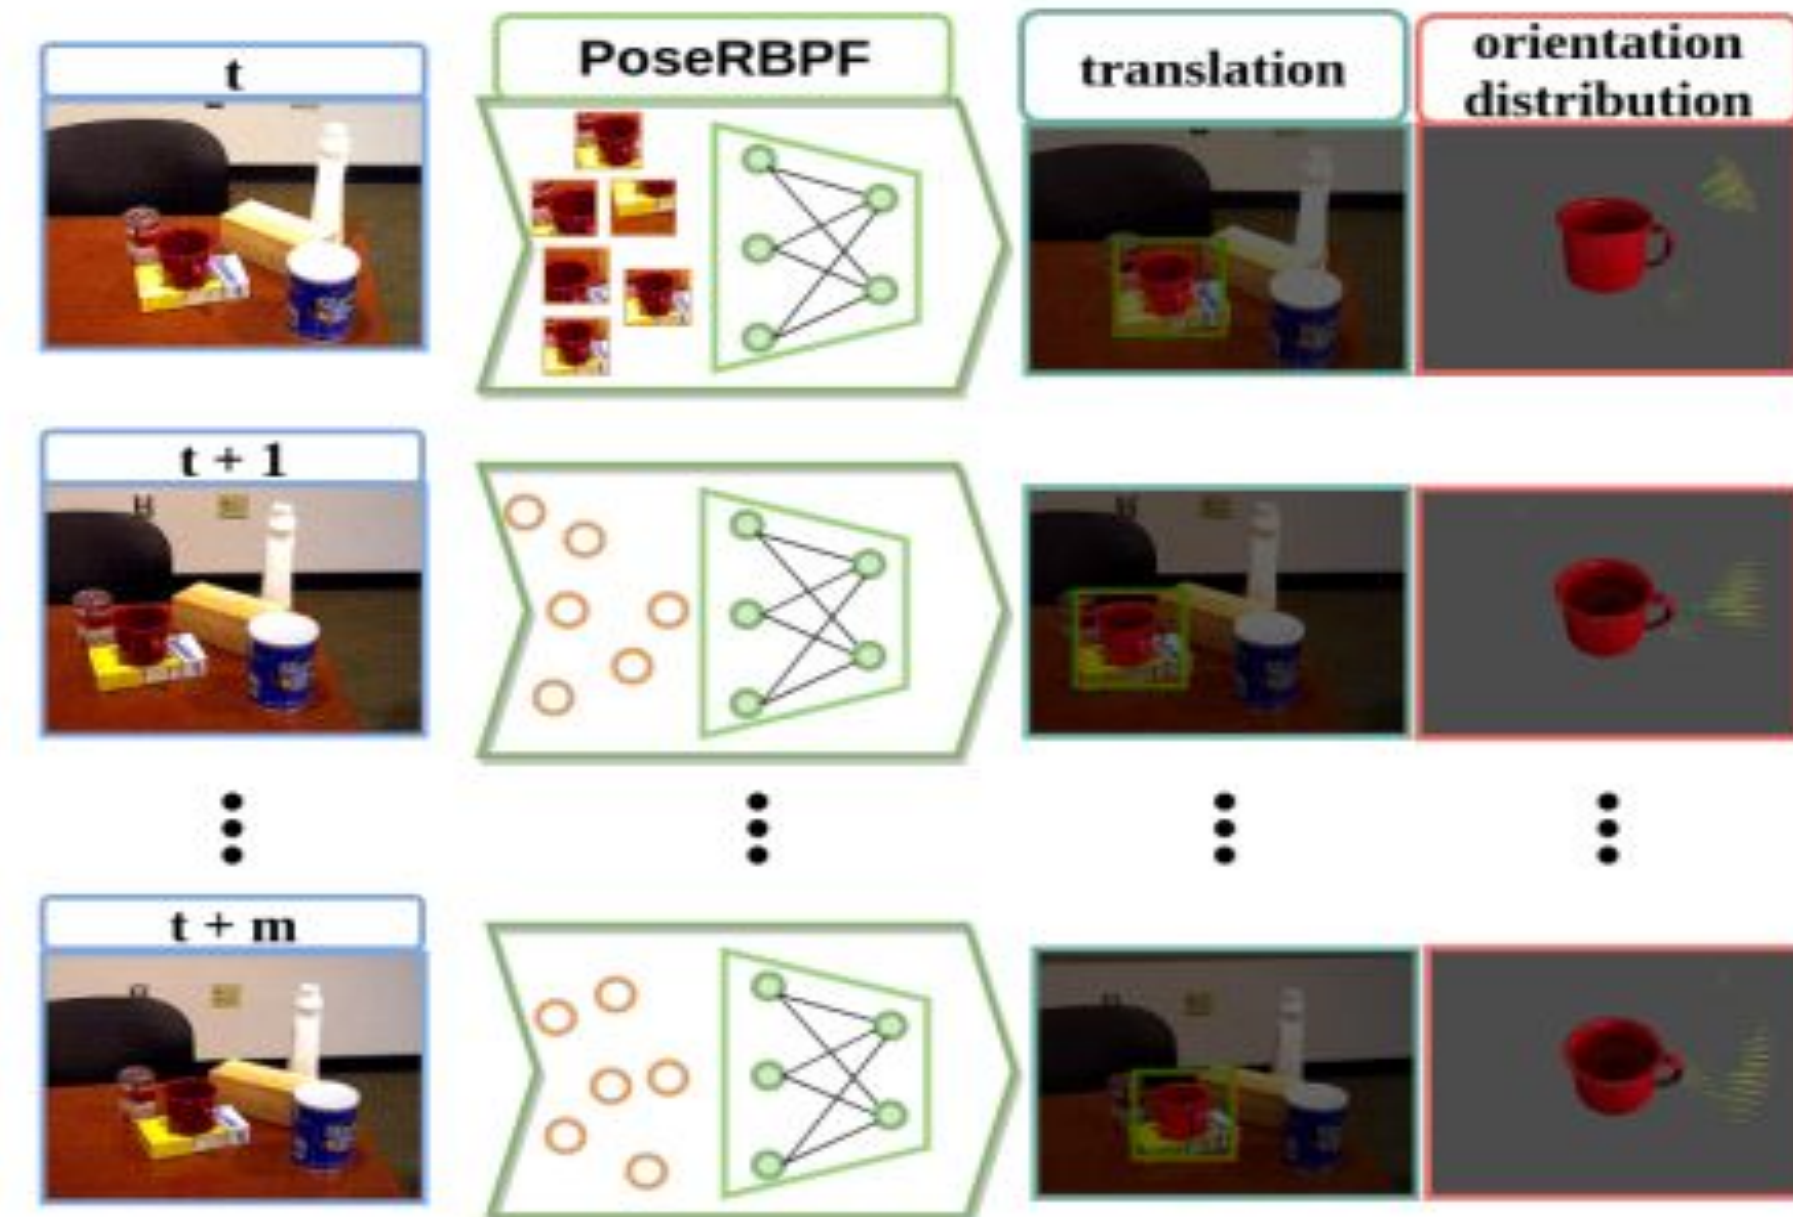 t
PoseRBPF
translation
orientation
distribution
t + 1
t + m